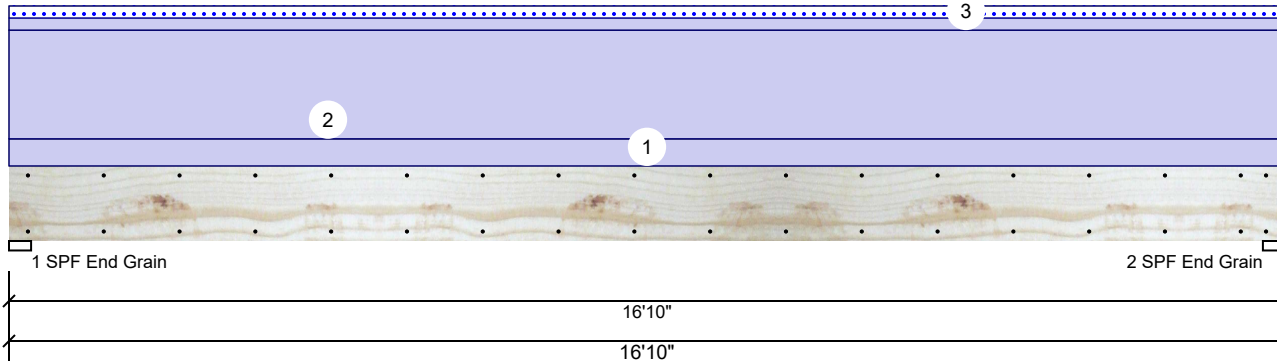 3
2
1
1 SPF End Grain
2 SPF End Grain
16'10"
16'10"